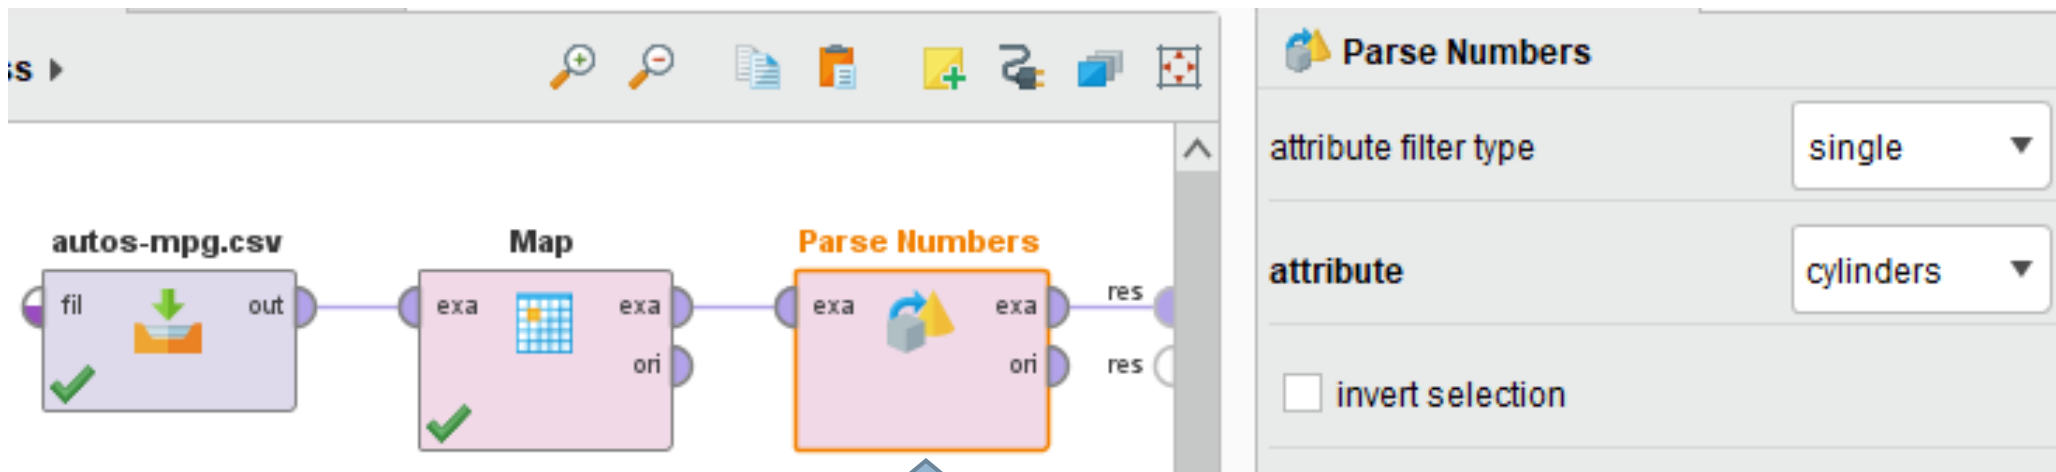 ss
Parse Numbers
attribute filter type single
attribute cylinders
invert selection
autos-mpg.csv
fil out
Map
exa exa
ori
Parse Numbers
exa exa
ori
res
res